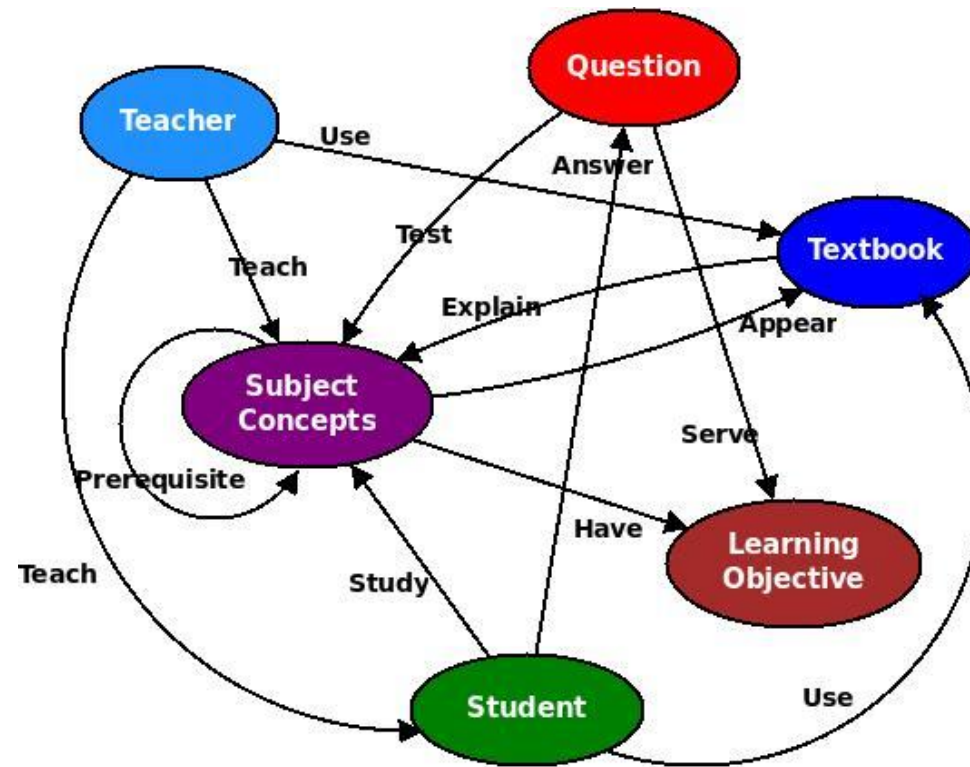 Question
Teacher
Use
Answer
Test
Textbook
Teach
Explain
Appear
Subject
Concepts
Serve
Prerequisite
Have
Learning
Objective
Teach
Study
Use
Student